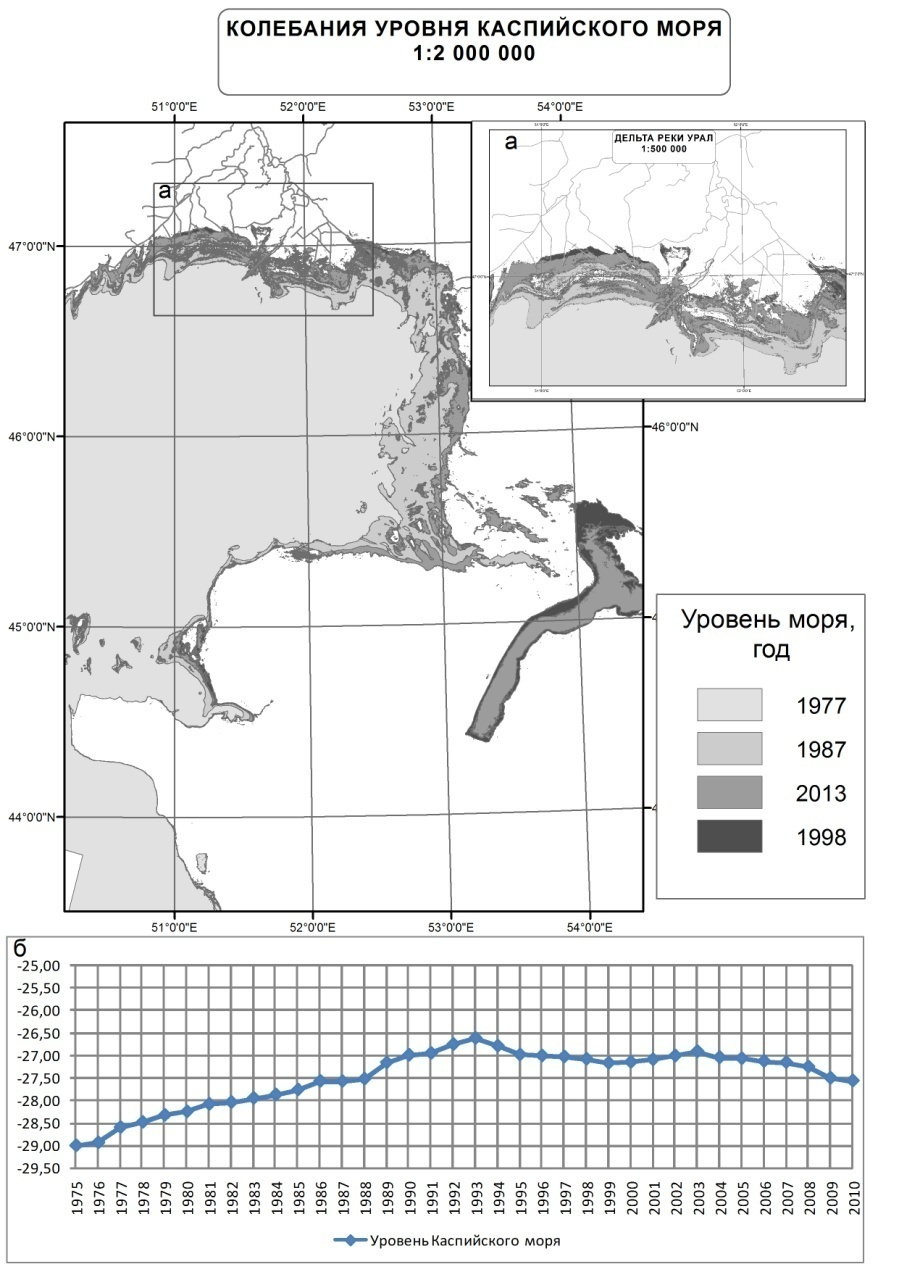 КОЛЕБАНИЯ УРОВНЯ КАСПИЙСКОГО МОРЯ
1:2 000 000
51°0'0"E 52°0'0"E 53°0'0"E 54°0'0"E
а
ДЕЛЬТА РЕКИ УРАЛ
1:500 000
а
47°0'0"N
46°0'0"N
46°0'0"N
45°0'0"N
44°0'0"N
51°0'0"E 52°0'0"E 53°0'0"E 54°0'0"E
Уровень моря,
год
1977
1987
2013
1998
б
-25,00
-25,50
-26,00
-26,50
-27,00
-27,50
-28,00
-28,50
-29,00
-29,50
1975 1976 1977 1978 1979 1980 1981 1982 1983 1984 1985 1986 1987 1988 1989 1990 1991 1992 1993 1994 1995 1996 1997 1998 1999 2000 2001 2002 2003 2004 2005 2006 2007 2008 2009 2010
Уровень Каспийского моря